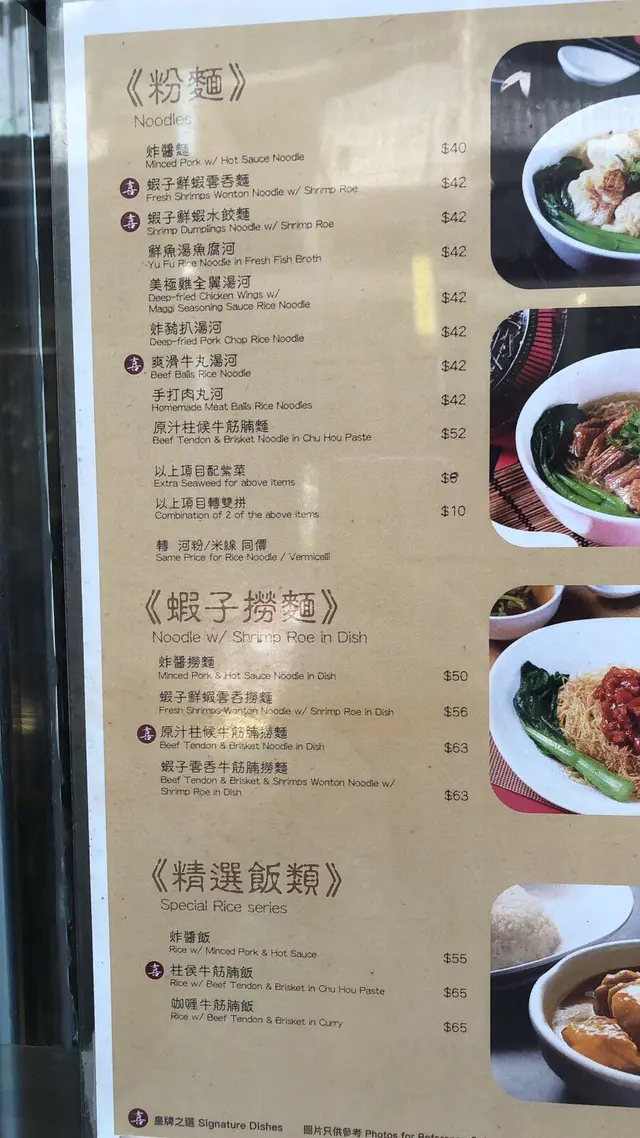 《粉麵》
Noodles
炸醬麵
Minced Pork w/ Hot Sauce Noodle $40
喜 蝦子鮮蝦雲吞麵
Fresh Shrimps Wonton Noodle w/ Shrimp Roe $42
喜 蝦子鮮蝦水餃麵
Shrimp Dumplings Noodle w/ Shrimp Roe $42
鮮魚湯魚腐河
Yu Fu Rice Noodle in Fresh Fish Broth $42
美極雞全翼湯河
Deep-fried Chicken Wings w/
Maggi Seasoning Sauce Rice Noodle $42
炸豬扒湯河
Deep-fried Pork Chop Rice Noodle $42
喜 爽滑牛丸湯河
Beef Balls Rice Noodle $42
手打肉丸河
Homemade Meat Balls Rice Noodles $42
原汁柱候牛筋腩麵
Beef Tendon & Brisket Noodle in Chu Hou Paste $52
以上項目配紫菜
Extra Seaweed for above items $6
以上項目轉雙拼
Combination of 2 of the above items $10
轉 河粉/米線 同價
Same Price for Rice Noodle / Vermicelli
《蝦子撈麵》
Noodle w/ Shrimp Roe in Dish
炸醬撈麵
Minced Pork & Hot Sauce Noodle in Dish $50
蝦子鮮蝦雲吞撈麵
Fresh Shrimps Wonton Noodle w/ Shrimp Roe in Dish $56
喜 原汁柱候牛筋腩撈麵
Beef Tendon & Brisket Noodle in Dish $63
蝦子雲吞牛筋腩撈麵
Beef Tendon & Brisket & Shrimps Wonton Noodle w/
Shrimp Roe in Dish $63
《精選飯類》
Special Rice series
炸醬飯
Rice w/ Minced Pork & Hot Sauce $55
喜 柱侯牛筋腩飯
Rice w/ Beef Tendon & Brisket in Chu Hou Paste $65
咖喱牛筋腩飯
Rice w/ Beef Tendon & Brisket in Curry $65
喜 皇牌之選 Signature Dishes 圖片只供參考 Photos for Reference